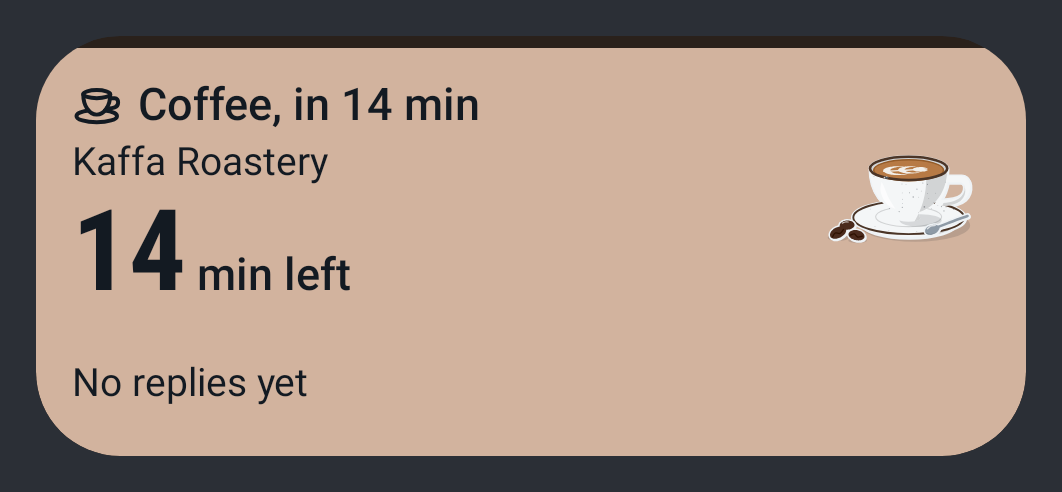 Coffee, in 14 min
Kaffa Roastery
14 min left
No replies yet